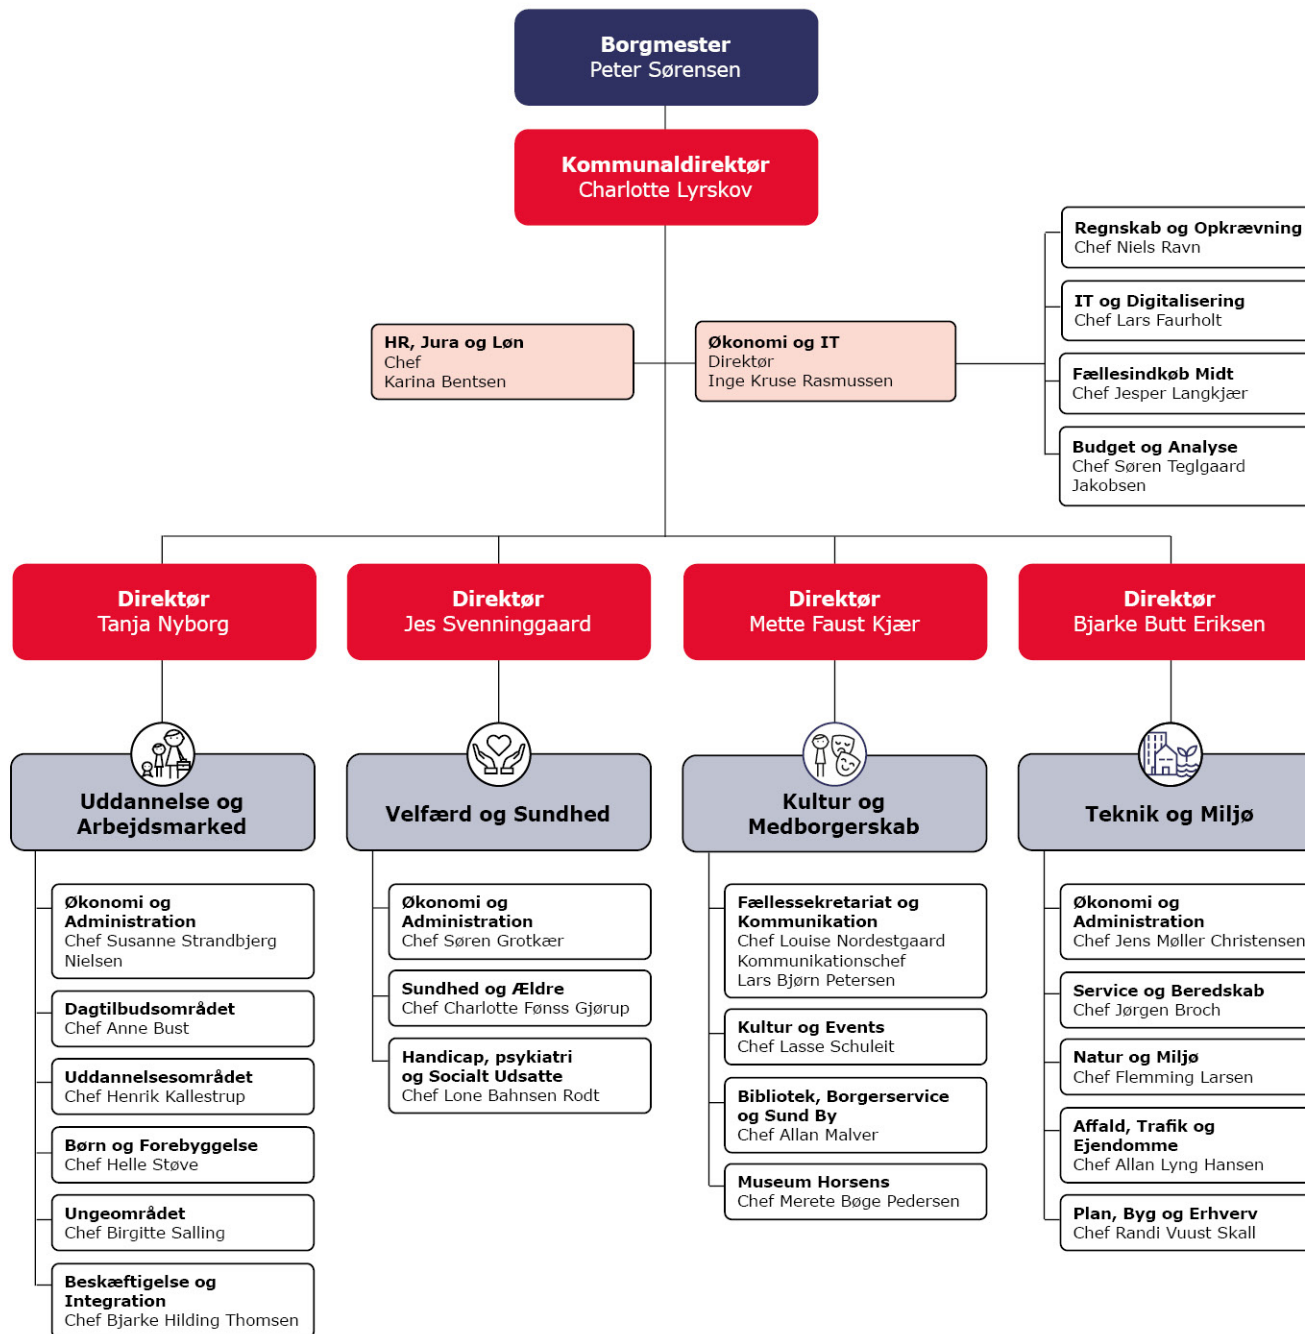 Borgmester
Peter Sørensen
Kommunaldirektør
Charlotte Lyrskov
HR, Jura og Løn
Chef
Karina Bentsen
Økonomi og IT
Direktør
Inge Kruse Rasmussen
Regnskab og Opkrævning
Chef Niels Ravn
IT og Digitalisering
Chef Lars Faurholt
Fællesindkøb Midt
Chef Jesper Langkjær
Budget og Analyse
Chef Søren Teglgaard
Jakobsen
Direktør
Tanja Nyborg
Direktør
Jes Svenninggaard
Direktør
Mette Faust Kjær
Direktør
Bjarke Butt Eriksen
Uddannelse og
Arbejdsmarked
Økonomi og
Administration
Chef Susanne Strandbjerg
Nielsen
Dagtilbudsområdet
Chef Anne Bust
Uddannelsesområdet
Chef Henrik Kallestrup
Børn og Forebyggelse
Chef Helle Støve
Ungeområdet
Chef Birgitte Salling
Beskæftigelse og
Integration
Chef Bjarke Hilding Thomsen
Velfærd og Sundhed
Økonomi og
Administration
Chef Søren Grotkær
Sundhed og Ældre
Chef Charlotte Fønss Gjørup
Handicap, psykiatri
og Socialt Udsatte
Chef Lone Bahnsen Rodt
Kultur og
Medborgerskab
Fællessekretariat og
Kommunikation
Chef Louise Nordestgaard
Kommunikationschef
Lars Bjørn Petersen
Kultur og Events
Chef Lasse Schuleit
Bibliotek, Borgerservice
og Sund By
Chef Allan Malver
Museum Horsens
Chef Merete Bøge Pedersen
Teknik og Miljø
Økonomi og
Administration
Chef Jens Møller Christensen
Service og Beredskab
Chef Jørgen Broch
Natur og Miljø
Chef Flemming Larsen
Affald, Trafik og
Ejendomme
Chef Allan Lyng Hansen
Plan, Byg og Erhverv
Chef Randi Vuust Skall